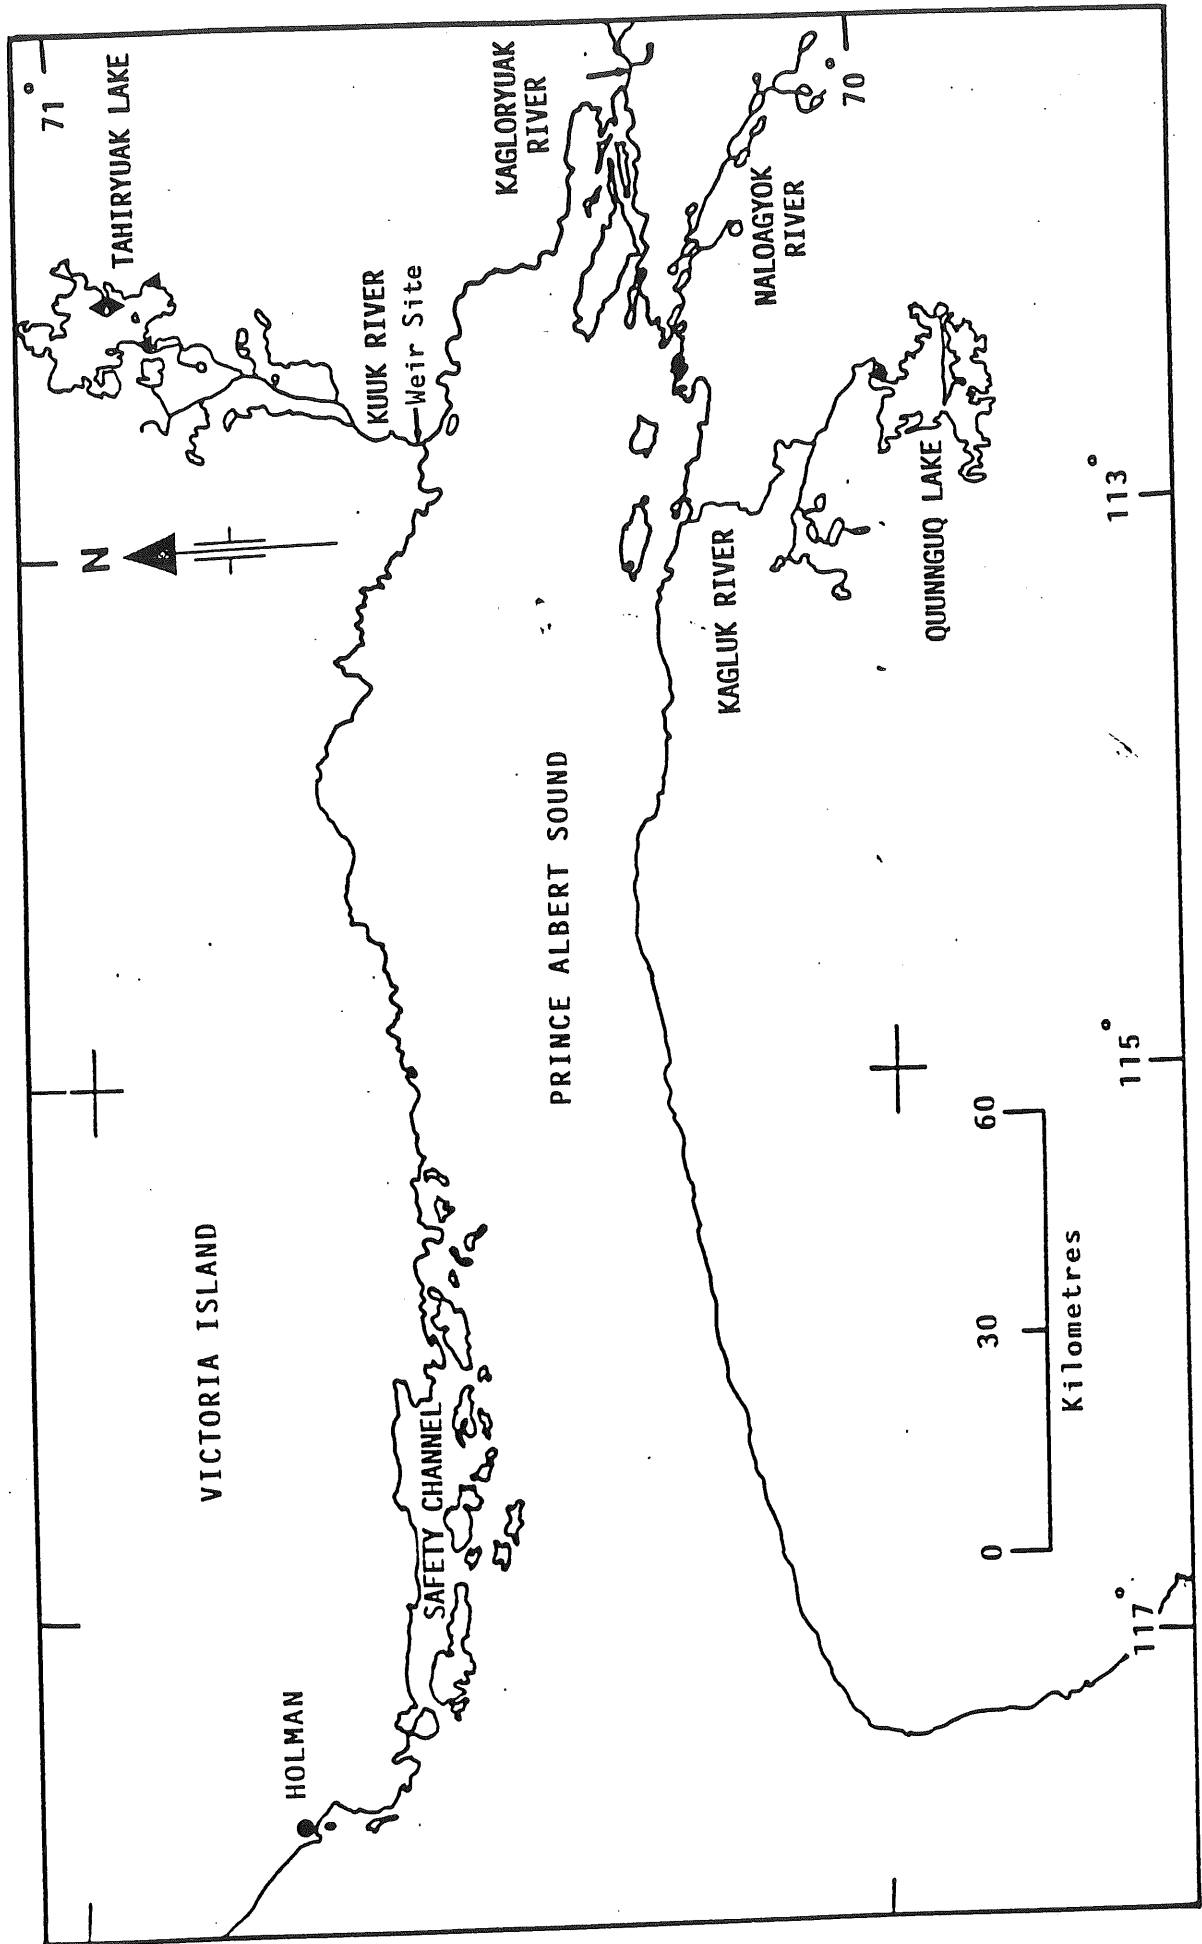 71°
TAHIRYUAK LAKE
KAGLORYUAK
RIVER
70°
NALOAGYOK
RIVER
KUUK RIVER
Weir Site
N
QUUNNGUQ LAKE
113°
KAGLUK RIVER
PRINCE ALBERT SOUND
VICTORIA ISLAND
SAFETY CHANNEL
HOLMAN
115°
117°
0 30 60
Kilometres